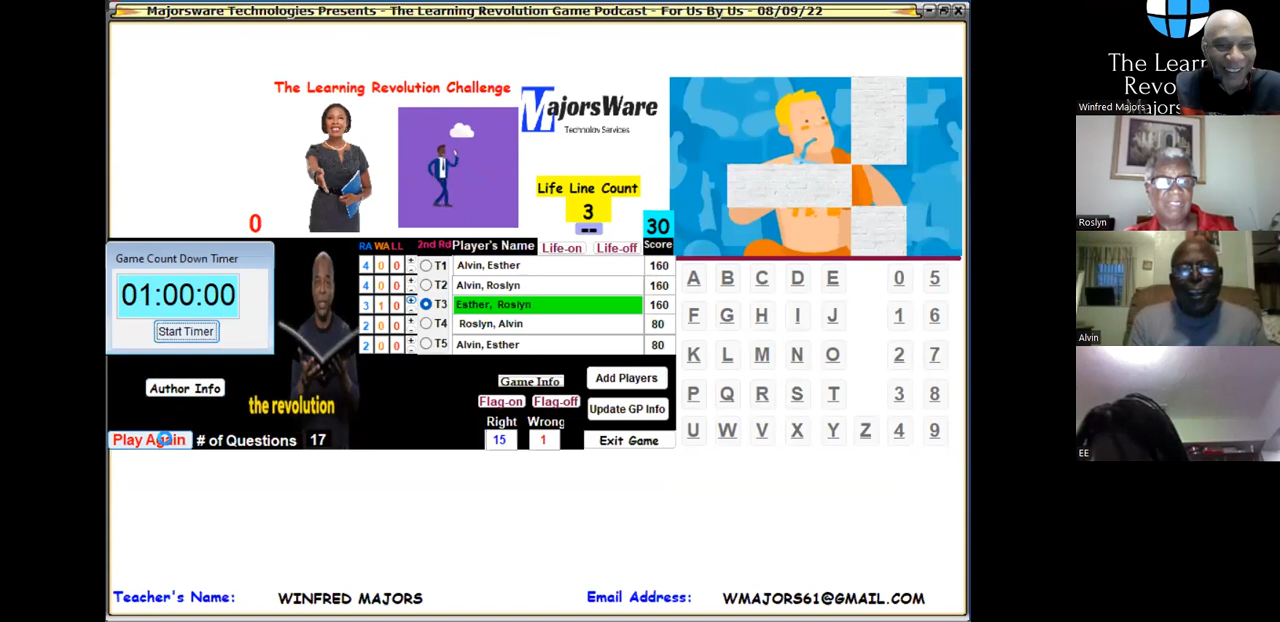 Majorsware Technologies Presents - The Learning Revolution Game Podcast - For Us By Us - 08/09/22
The Learning Revolution Challenge
MajorsWare
Technology Services
Life Line Count
3
--
0
30
Game Count Down Timer
01:00:00
Start Timer
RA WA LL 2nd Rd Player's Name Life-on Life-off Score
4 0 0 + - T1 Alvin, Esther 160
4 0 0 + - T2 Alvin, Roslyn 160
3 1 0 + - T3 Esther, Roslyn 160
2 0 0 + - T4 Roslyn, Alvin 80
2 0 0 + - T5 Alvin, Esther 80
Author Info
the revolution
Game Info
Flag-on Flag-off
Add Players
Update GP Info
Right Wrong
15 1
Exit Game
Play Again # of Questions 17
A B C D E 0 5
F G H I J 1 6
K L M N O 2 7
P Q R S T 3 8
U W V X Y Z 4 9
Teacher's Name: WINFRED MAJORS Email Address: WMAJORS61@GMAIL.COM
The Lear
Revo
Majors
Winfred Majors
Roslyn
Alvin
EE